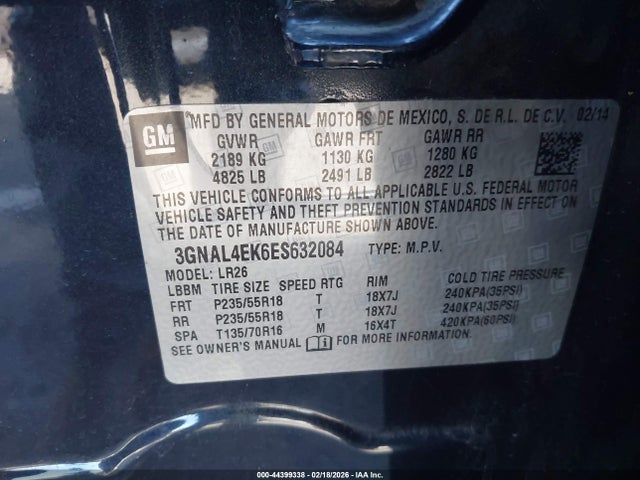 GM
MFD BY GENERAL MOTORS DE MEXICO, S. DE R.L. DE C.V. 02/14
GVWR GAWR FRT GAWR RR
2189 KG 1130 KG 1280 KG
4825 LB 2491 LB 2822 LB
THIS VEHICLE CONFORMS TO ALL APPLICABLE U.S. FEDERAL MOTOR
VEHICLE SAFETY AND THEFT PREVENTION STANDARDS IN EFFECT ON
THE DATE OF MANUFACTURE SHOWN ABOVE.
3GNAL4EK6ES632084 TYPE: M.P.V.
MODEL: LR26
LBBM TIRE SIZE SPEED RTG RIM COLD TIRE PRESSURE
FRT P235/55R18 T 18X7J 240KPA(35PSI)
RR P235/55R18 T 18X7J 240KPA(35PSI)
SPA T135/70R16 M 16X4T 420KPA(60PSI)
SEE OWNER'S MANUAL FOR MORE INFORMATION.
000-44399338 - 02/18/2026 - IAA Inc.